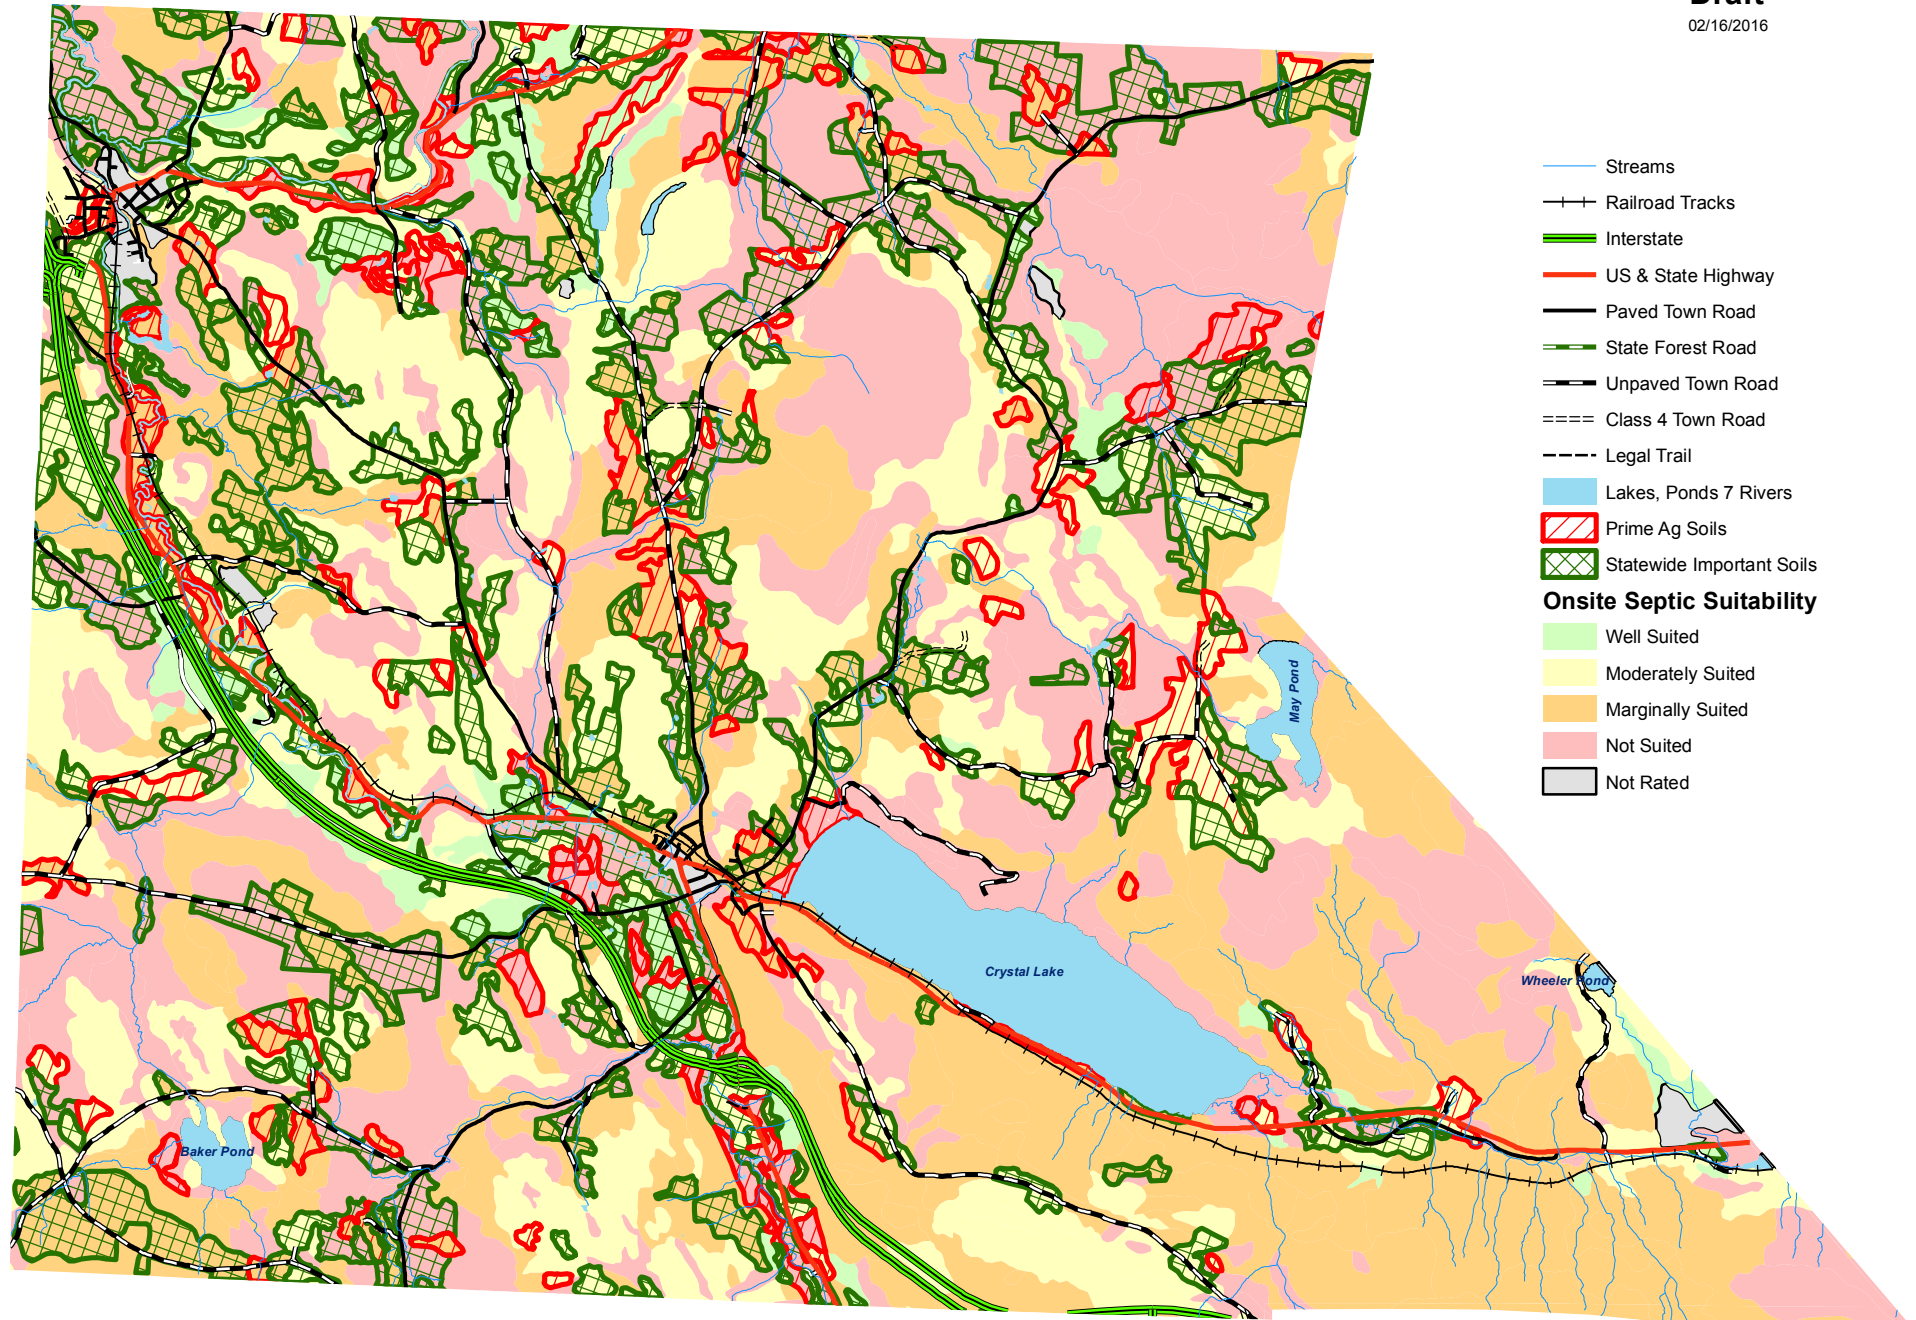 Draft
02/16/2016
Streams
Railroad Tracks
Interstate
US & State Highway
Paved Town Road
State Forest Road
Unpaved Town Road
Class 4 Town Road
Legal Trail
Lakes, Ponds 7 Rivers
Prime Ag Soils
Statewide Important Soils
Onsite Septic Suitability
Well Suited
Moderately Suited
Marginally Suited
Not Suited
Not Rated
May Pond
Crystal Lake
Wheeler Pond
Baker Pond